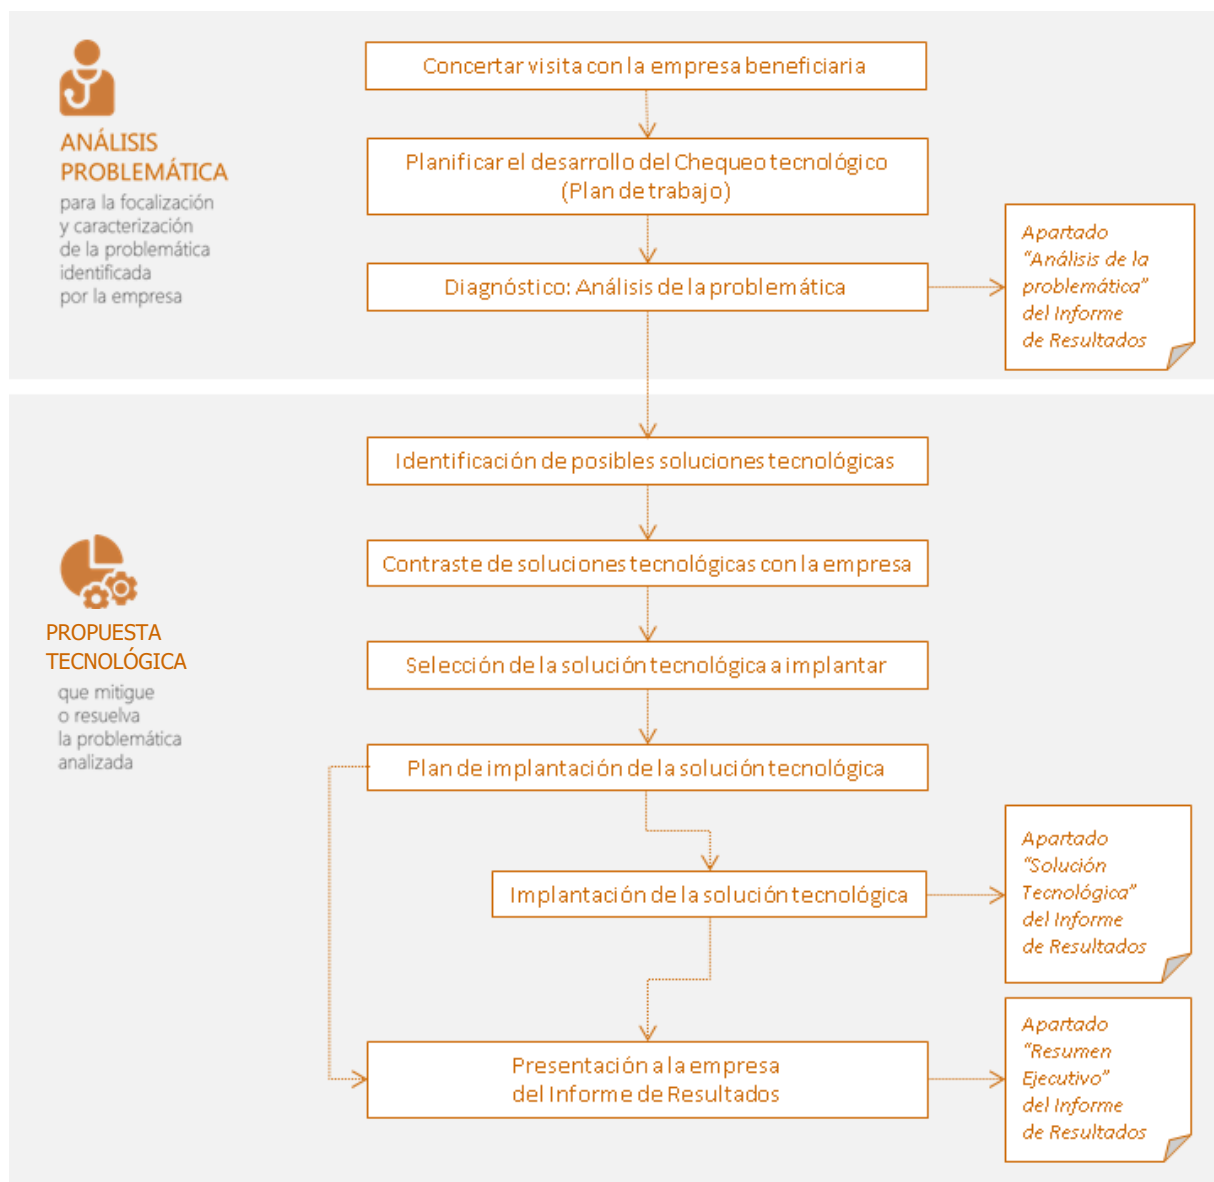 ANÁLISIS
PROBLEMÁTICA
para la focalización
y caracterización
de la problemática
identificada
por la empresa
Concertar visita con la empresa beneficiaria
Planificar el desarrollo del Chequeo tecnológico
(Plan de trabajo)
Diagnóstico: Análisis de la problemática
Apartado
“Análisis de la
problemática”
del Informe
de Resultados
PROPUESTA
TECNOLÓGICA
que mitigue
o resuelva
la problemática
analizada
Identificación de posibles soluciones tecnológicas
Contraste de soluciones tecnológicas con la empresa
Selección de la solución tecnológica a implantar
Plan de implantación de la solución tecnológica
Implantación de la solución tecnológica
Apartado
“Solución
Tecnológica”
del Informe
de Resultados
Presentación a la empresa
del Informe de Resultados
Apartado
“Resumen
Ejecutivo”
del Informe
de Resultados